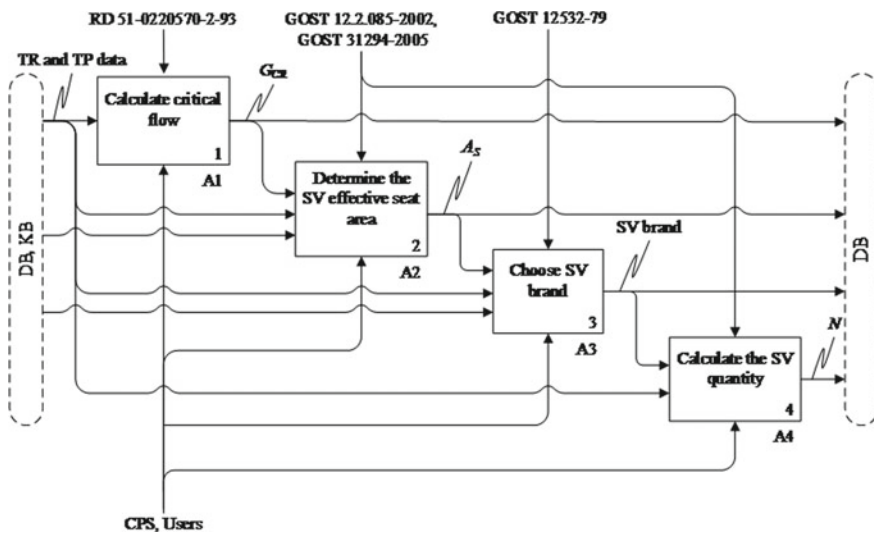 RD 51-0220570-2-93
GOST 12.2.085-2002,
GOST 31294-2005
GOST 12532-79
TR and TP data
G_CR
Calculate critical
flow
1
A1
Determine the
SV effective seat
area
2
A2
A_S
SV brand
Choose SV
brand
3
A3
N
Calculate the SV
quantity
4
A4
DB, KB
DB
CPS, Users